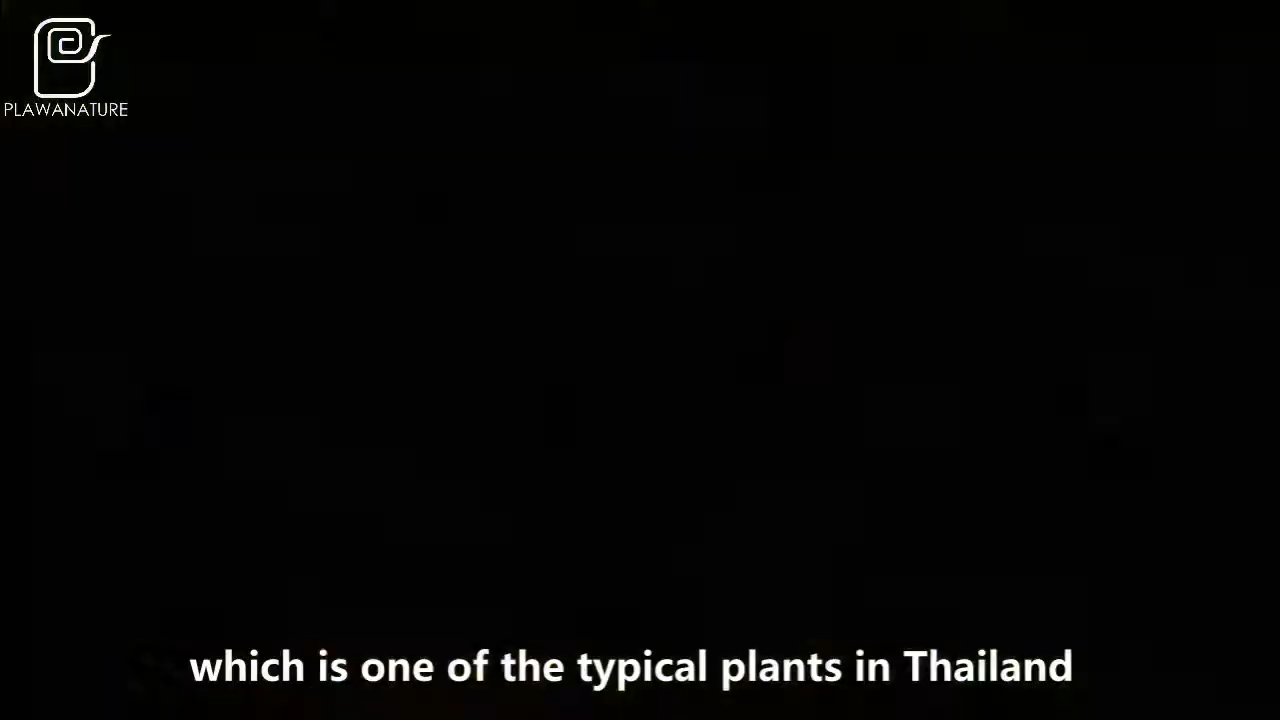 PLAWANATURE
which is one of the typical plants in Thailand